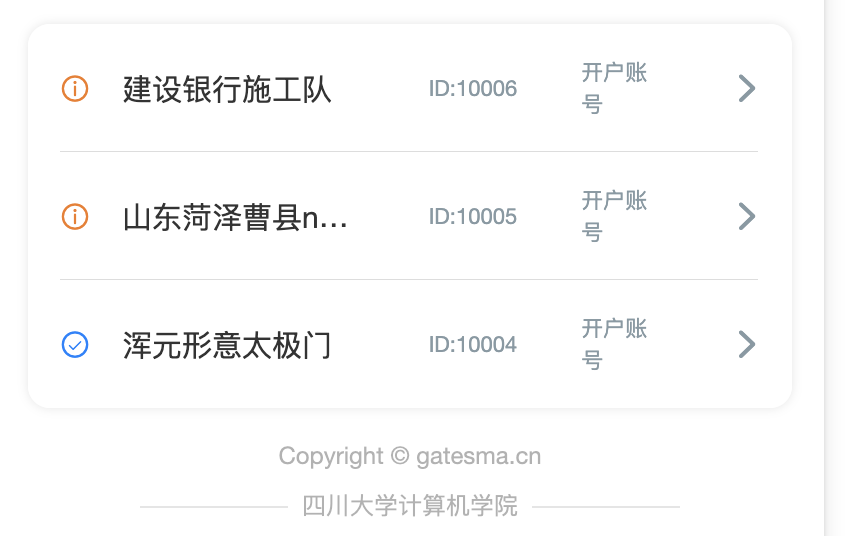 建设银行施工队 ID:10006 开户账
号
山东菏泽曹县n... ID:10005 开户账
号
浑元形意太极门 ID:10004 开户账
号
Copyright © gatesma.cn
四川大学计算机学院